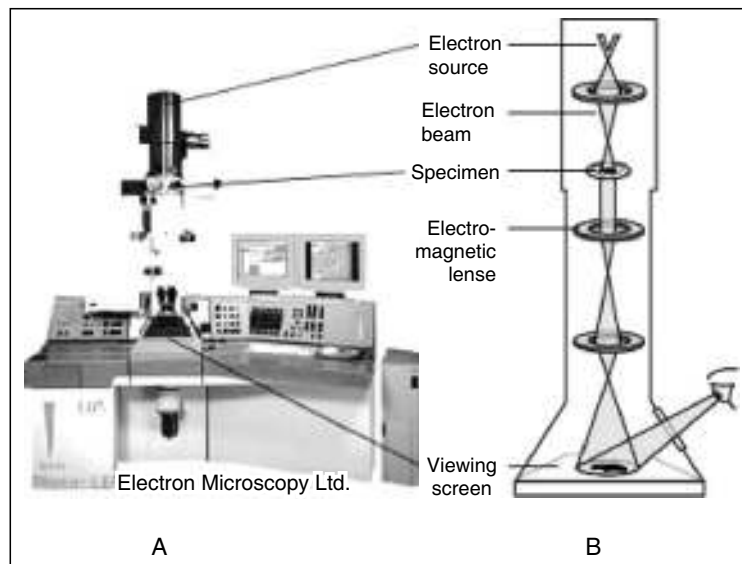 Electron
source
Electron
beam
Specimen
Electro-
magnetic
lense
Viewing
screen
Electron Microscopy Ltd.
A
B